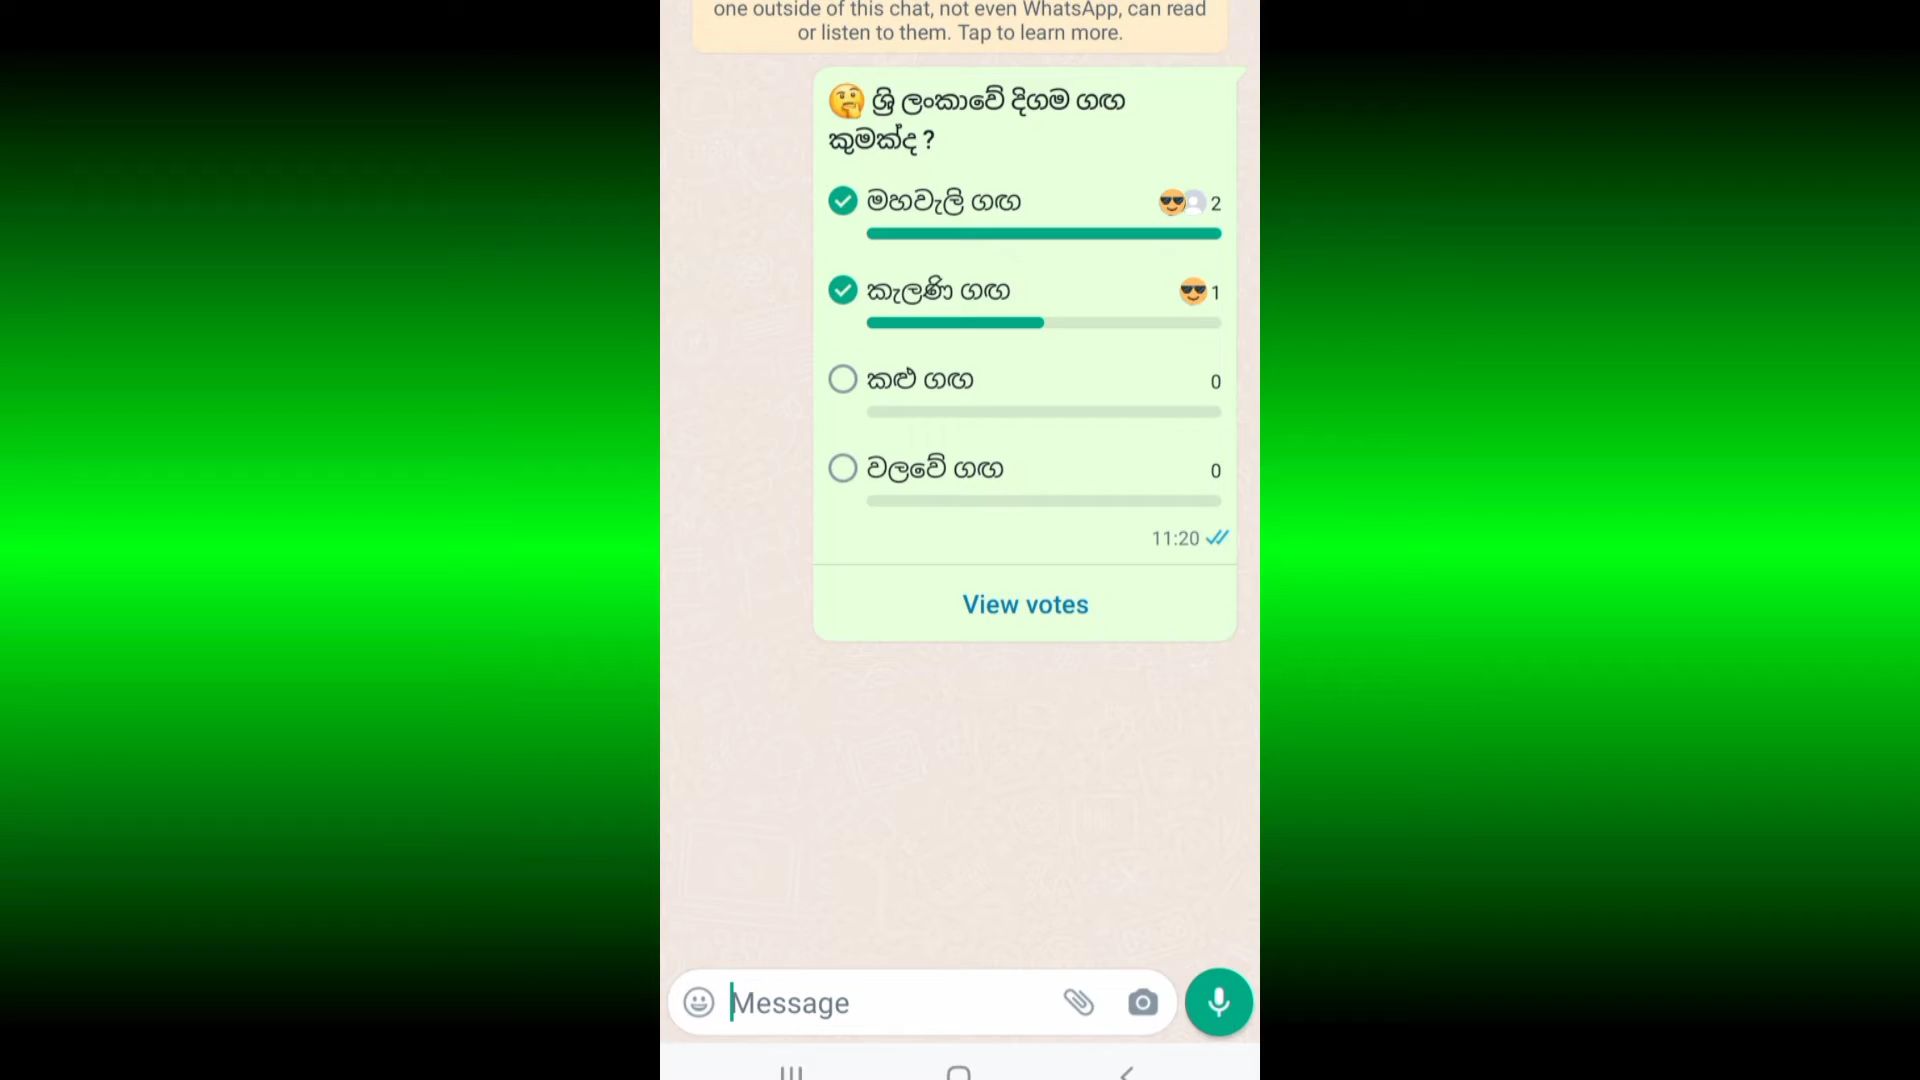 one outside of this chat, not even WhatsApp, can read
or listen to them. Tap to learn more.
🤔 ශ්‍රි ලංකාවේ දිගම ගඟ
කුමක්ද ?
මහවැලි ගඟ 2
කැලණි ගඟ 1
කළු ගඟ 0
වලවේ ගඟ 0
11:20
View votes
Message